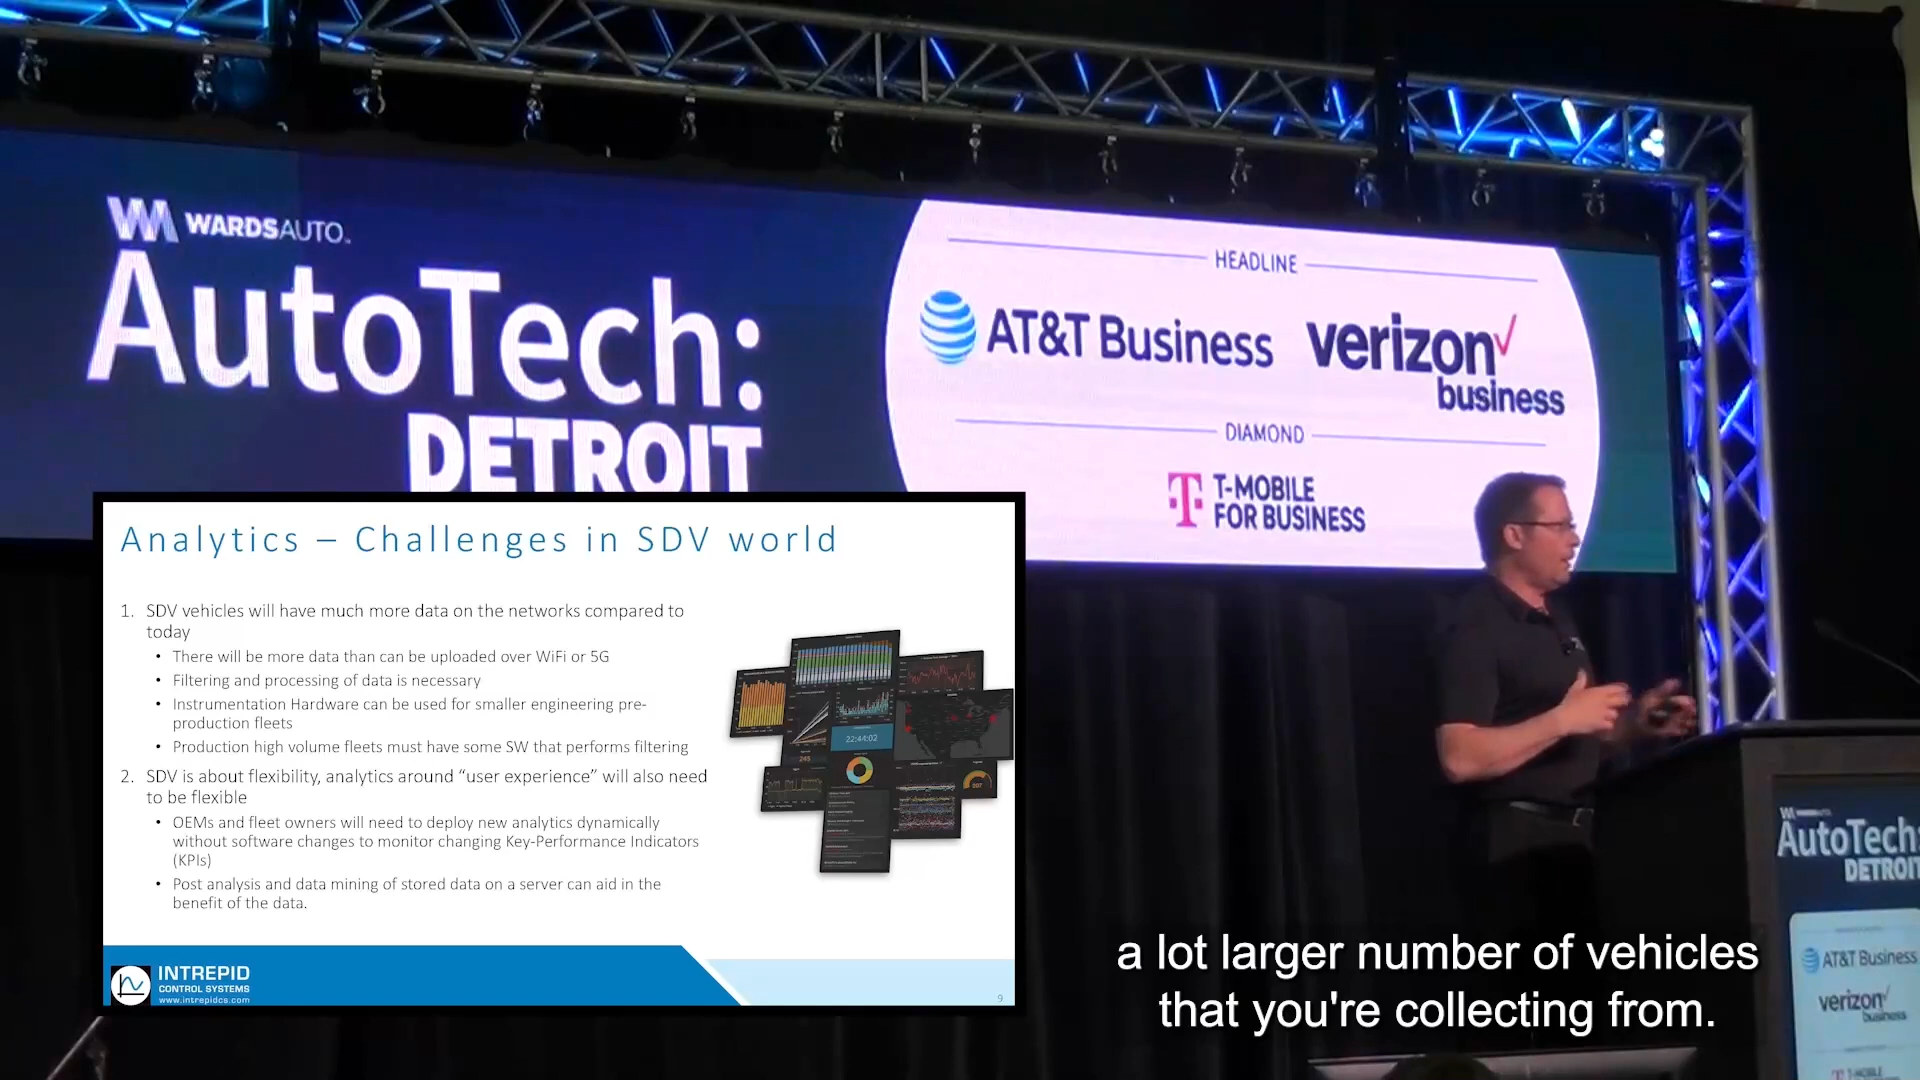 WARDSAUTO
AutoTech:
DETROIT
HEADLINE
AT&T Business
verizon
business
DIAMOND
T-MOBILE
FOR BUSINESS
Analytics – Challenges in SDV world
1. SDV vehicles will have much more data on the networks compared to
today
• There will be more data than can be uploaded over WiFi or 5G
• Filtering and processing of data is necessary
• Instrumentation Hardware can be used for smaller engineering pre-
production fleets
• Production high volume fleets must have some SW that performs filtering
2. SDV is about flexibility, analytics around “user experience” will also need
to be flexible
• OEMs and fleet owners will need to deploy new analytics dynamically
without software changes to monitor changing Key-Performance Indicators
(KPIs)
• Post analysis and data mining of stored data on a server can aid in the
benefit of the data.
22:44:02
245
INTREPID
CONTROL SYSTEMS
www.intrepidcs.com
9
AutoTech:
DETROIT
AT&T Business
verizon
business
a lot larger number of vehicles
that you're collecting from.